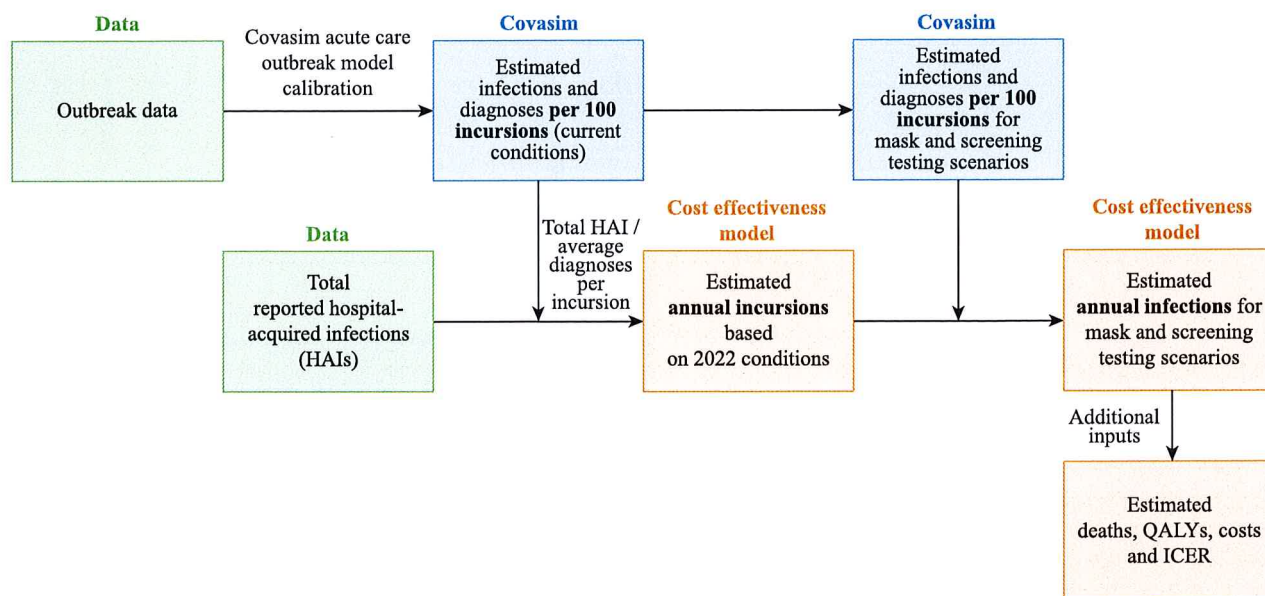 Data
Outbreak data
Covasim acute care
outbreak model
calibration
Covasim
Estimated
infections and
diagnoses per 100
incursions (current
conditions)
Covasim
Estimated
infections and
diagnoses per 100
incursions for
mask and screening
testing scenarios
Data
Total
reported hospital-
acquired infections
(HAIs)
Total HAI /
average
diagnoses
per
incursion
Cost effectiveness
model
Estimated
annual incursions
based
on 2022 conditions
Cost effectiveness
model
Estimated
annual infections for
mask and screening
testing scenarios
Additional
inputs
Estimated
deaths, QALYs, costs
and ICER